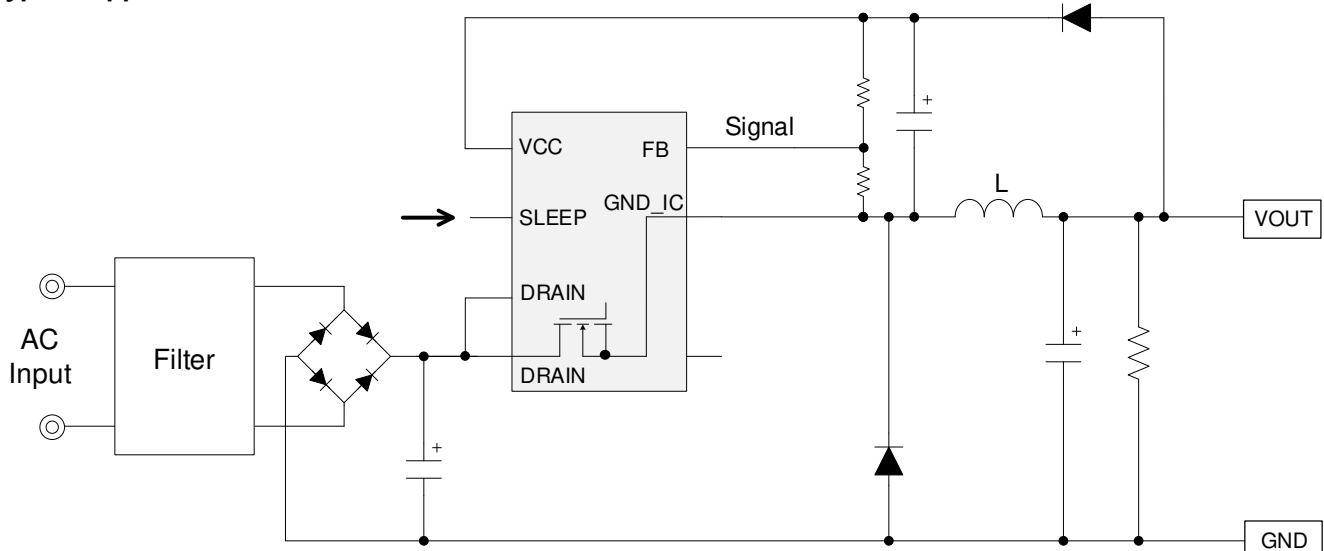 VCC
FB
Signal
SLEEP
GND_IC
L
VOUT
DRAIN
AC
Input
Filter
DRAIN
+
+
+
GND